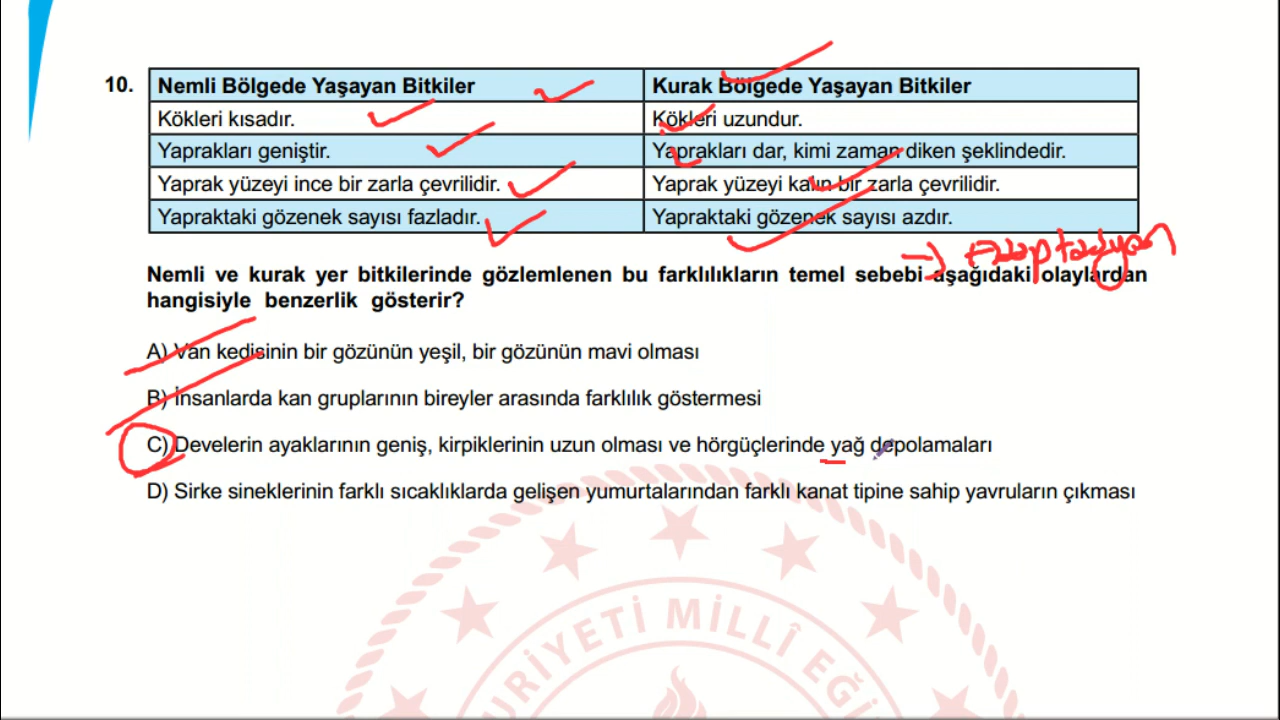 10.
Nemli Bölgede Yaşayan Bitkiler Kurak Bölgede Yaşayan Bitkiler
Kökleri kısadır. Kökleri uzundur.
Yaprakları geniştir. Yaprakları dar, kimi zaman diken şeklindedir.
Yaprak yüzeyi ince bir zarla çevrilidir. Yaprak yüzeyi kalın bir zarla çevrilidir.
Yapraktaki gözenek sayısı fazladır. Yapraktaki gözenek sayısı azdır.
→ Adaptasyon
Nemli ve kurak yer bitkilerinde gözlemlenen bu farklılıkların temel sebebi aşağıdaki olaylardan
hangisiyle benzerlik gösterir?
A) Van kedisinin bir gözünün yeşil, bir gözünün mavi olması
B) İnsanlarda kan gruplarının bireyler arasında farklılık göstermesi
C) Develerin ayaklarının geniş, kirpiklerinin uzun olması ve hörgüçlerinde yağ depolamaları
D) Sirke sineklerinin farklı sıcaklıklarda gelişen yumurtalarından farklı kanat tipine sahip yavruların çıkması
MİLLÎ